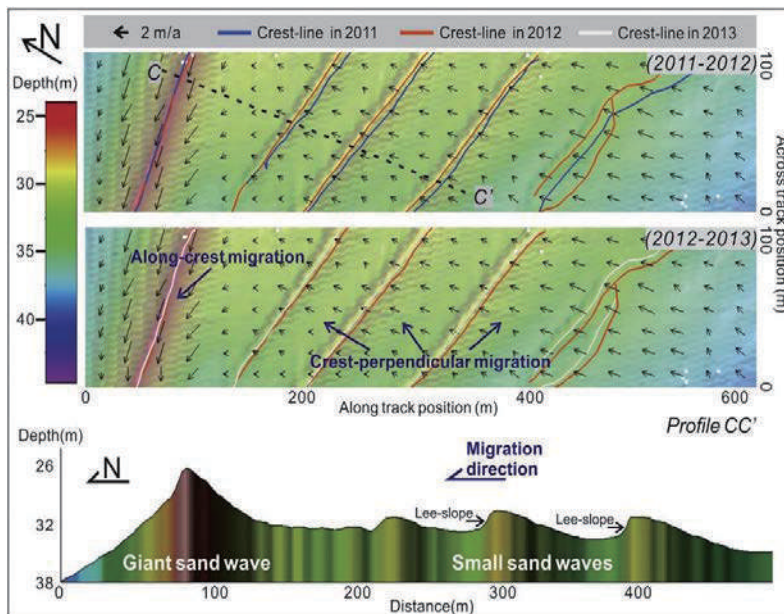 N
2 m/a Crest-line in 2011 Crest-line in 2012 Crest-line in 2013
Depth(m)
25
30
35
40
C
C'
(2011-2012)
100
0
Across track position (m)
(2012-2013)
100
0
Along-crest migration
Crest-perpendicular migration
0 200 400 600
Along track position (m)
Profile CC'
Depth(m)
26
32
38
N
Migration
direction
Lee-slope
Lee-slope
Giant sand wave
Small sand waves
0 100 200 300 400
Distance(m)